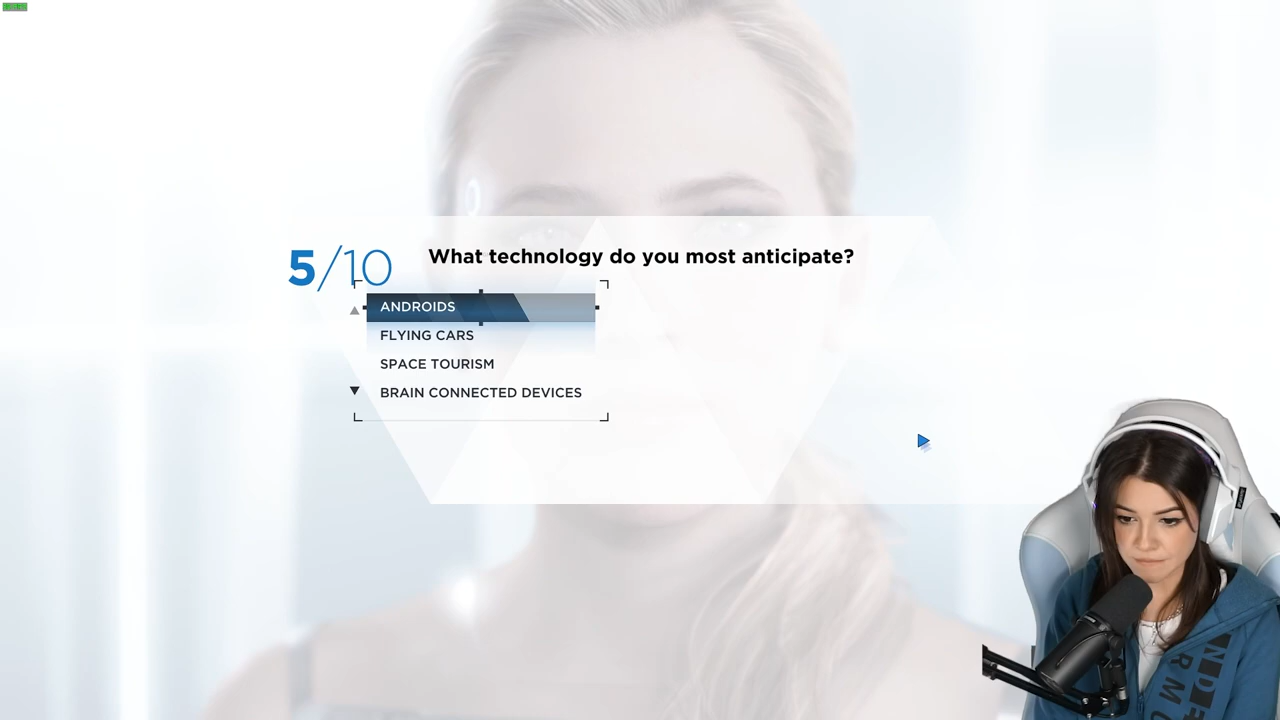 5/10
What technology do you most anticipate?
ANDROIDS
FLYING CARS
SPACE TOURISM
BRAIN CONNECTED DEVICES